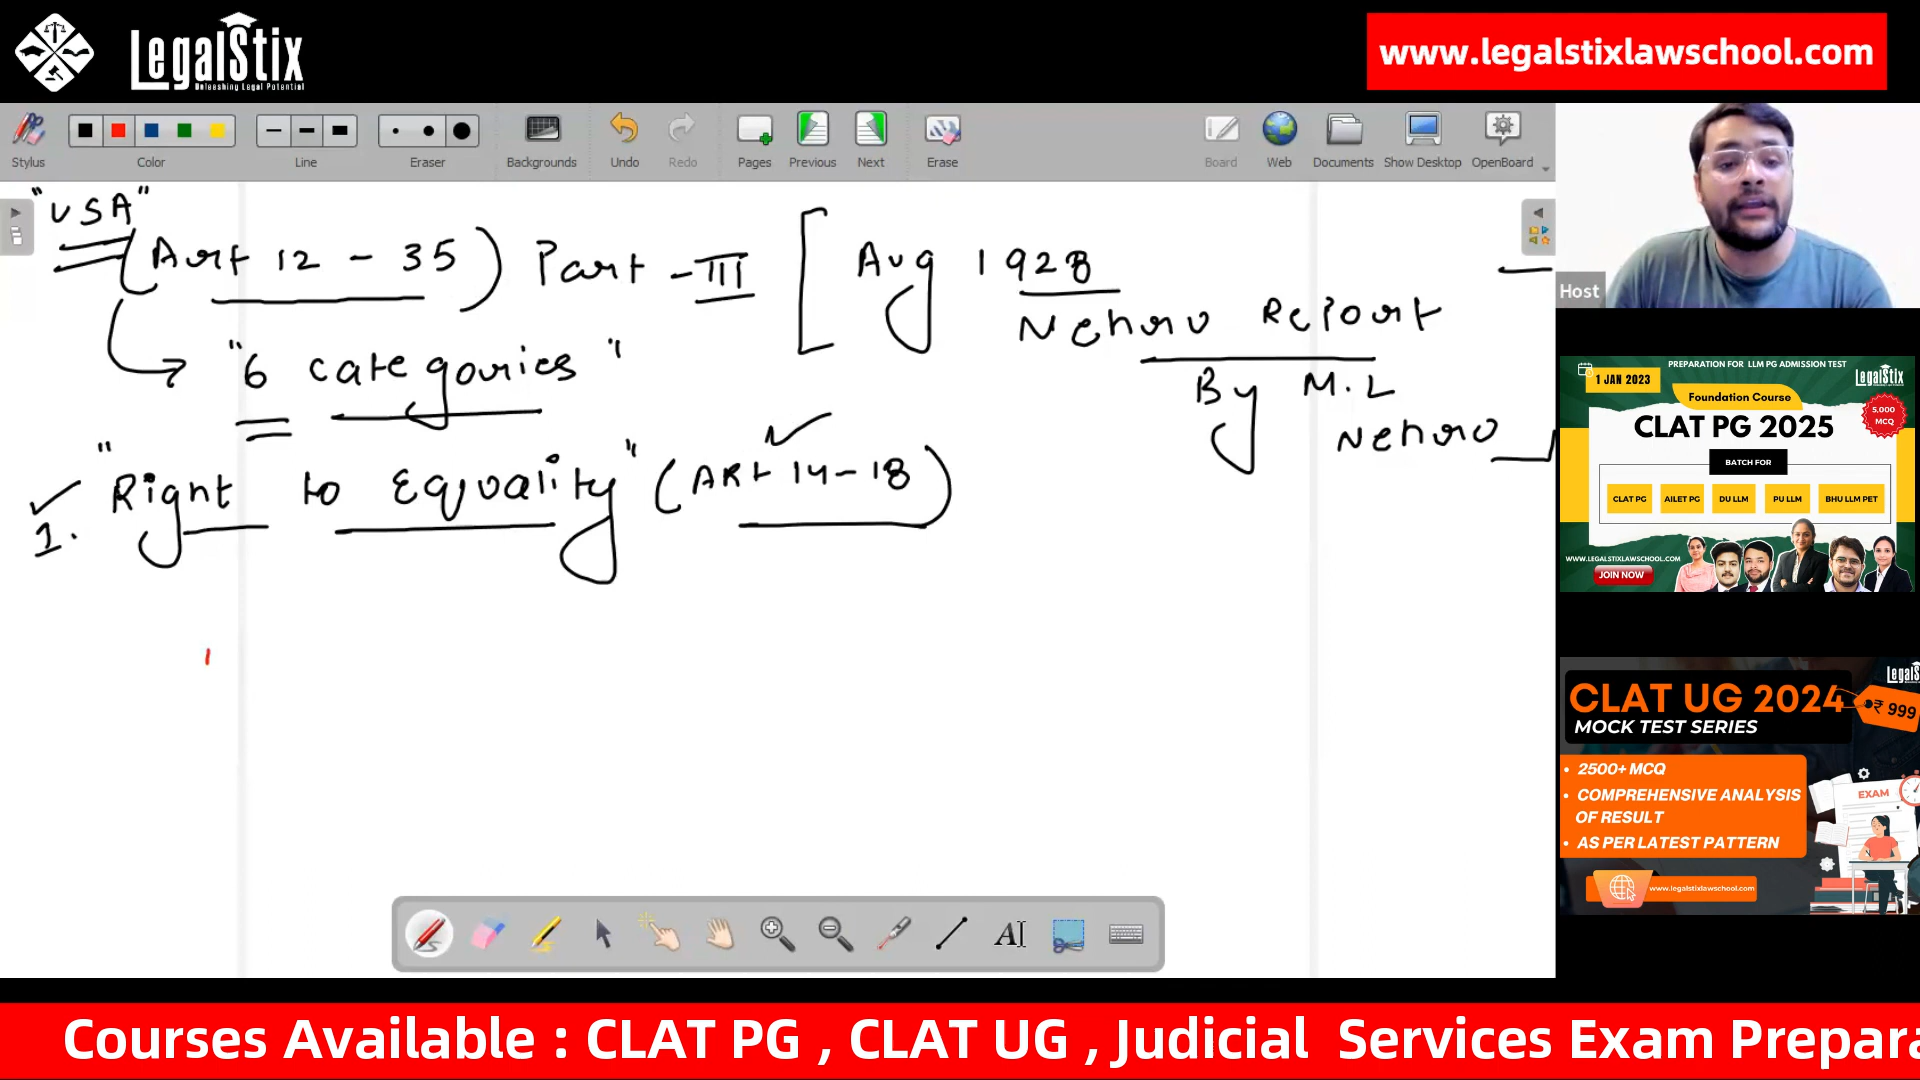 LegalStix
Unleashing Legal Potential
www.legalstixlawschool.com
Stylus
Color
Line
Eraser
Backgrounds
Undo
Redo
Pages
Previous
Next
Erase
Board
Web
Documents
Show Desktop
OpenBoard
"USA"
(Art 12 - 35) Part - III
[Aug 1928
Nehru Report
By M.L
Nehru]
"6 categories"
1. "Right to Equality" (ART 14-18)
Host
1 JAN 2023
PREPARATION FOR LLM PG ADMISSION TEST
LegalStix
Foundation Course
5,000
MCQ
CLAT PG 2025
BATCH FOR
CLAT PG
AILET PG
DU LLM
PU LLM
BHU LLM PET
WWW.LEGALSTIXLAWSCHOOL.COM
JOIN NOW
LegalS
CLAT UG 2024
₹ 999
MOCK TEST SERIES
• 2500+ MCQ
• COMPREHENSIVE ANALYSIS
OF RESULT
• AS PER LATEST PATTERN
EXAM
www.legalstixlawschool.com
Courses Available : CLAT PG , CLAT UG , Judicial Services Exam Prepara